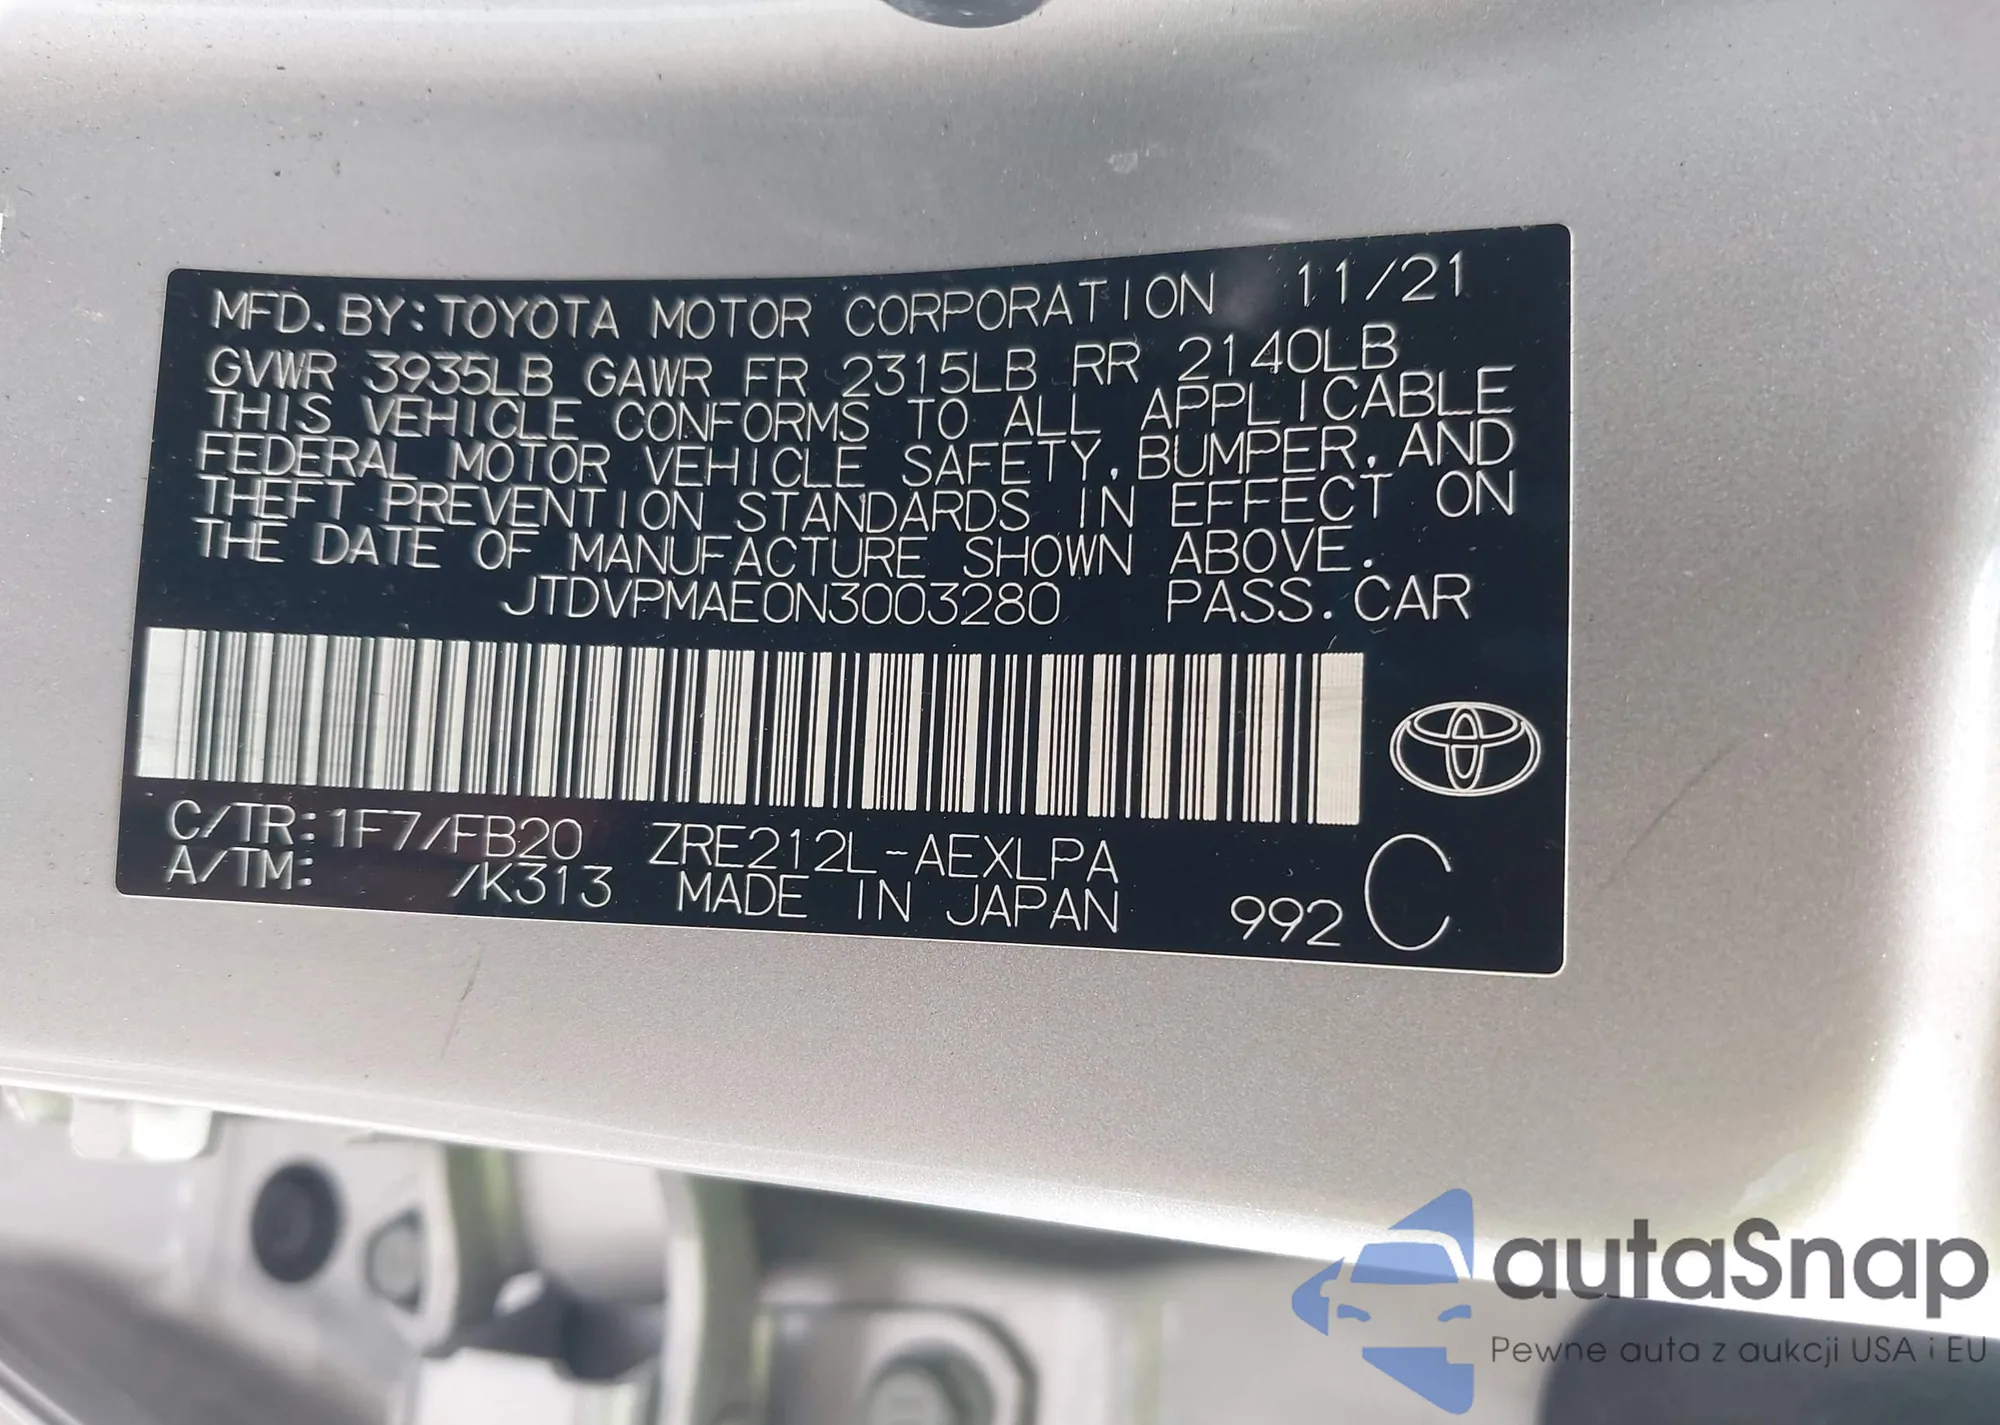 MFD. BY: TOYOTA MOTOR CORPORATION 11/21
GVWR 3935LB GAWR FR 2315LB RR 2140LB
THIS VEHICLE CONFORMS TO ALL APPLICABLE
FEDERAL MOTOR VEHICLE SAFETY, BUMPER, AND
THEFT PREVENTION STANDARDS IN EFFECT ON
THE DATE OF MANUFACTURE SHOWN ABOVE.
JTDVPMAE0N3003280 PASS. CAR
C/TR: 1F7/FB20 ZRE212L-AEXLPA
A/TM: /K313 MADE IN JAPAN 992 C
autaSnap
Pewne auta z aukcji USA i EU